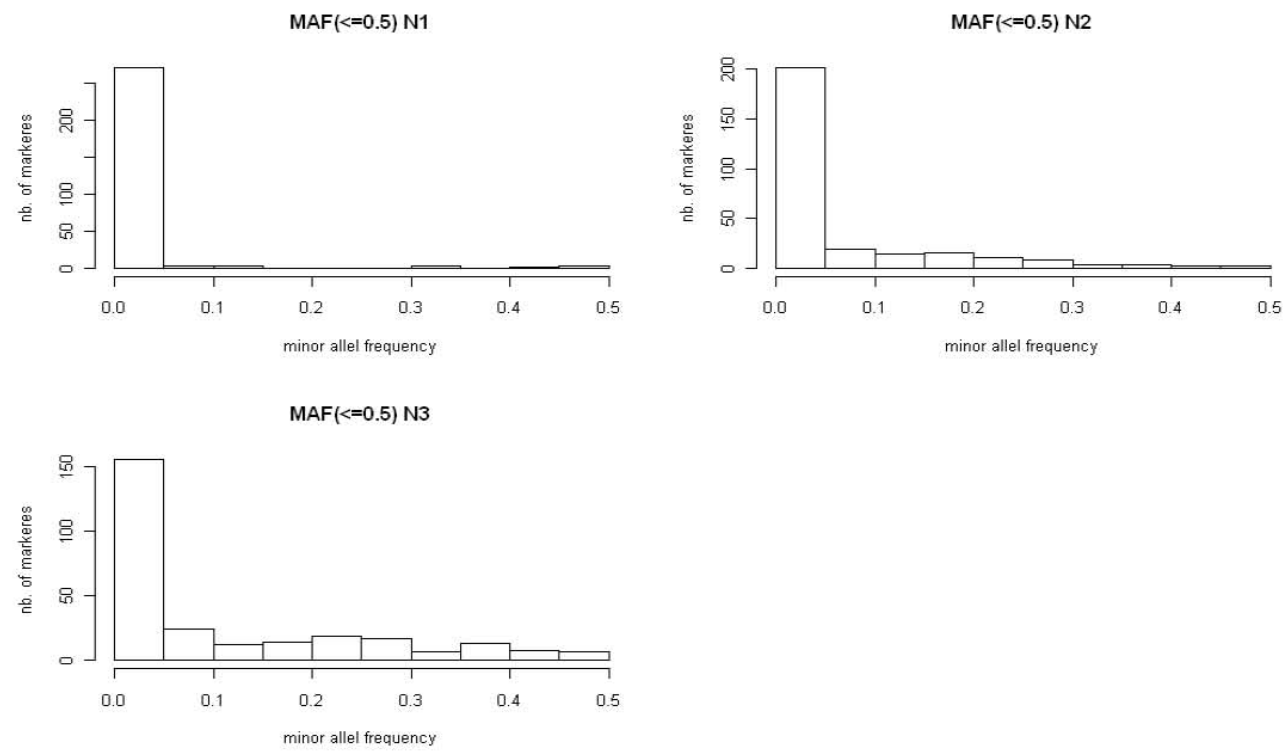 MAF(<=0.5) N1
nb. of markeres
0 50 100 200
0.0 0.1 0.2 0.3 0.4 0.5
minor allel frequency
MAF(<=0.5) N2
nb. of markeres
0 50 100 150 200
0.0 0.1 0.2 0.3 0.4 0.5
minor allel frequency
MAF(<=0.5) N3
nb. of markeres
0 50 100 150
0.0 0.1 0.2 0.3 0.4 0.5
minor allel frequency